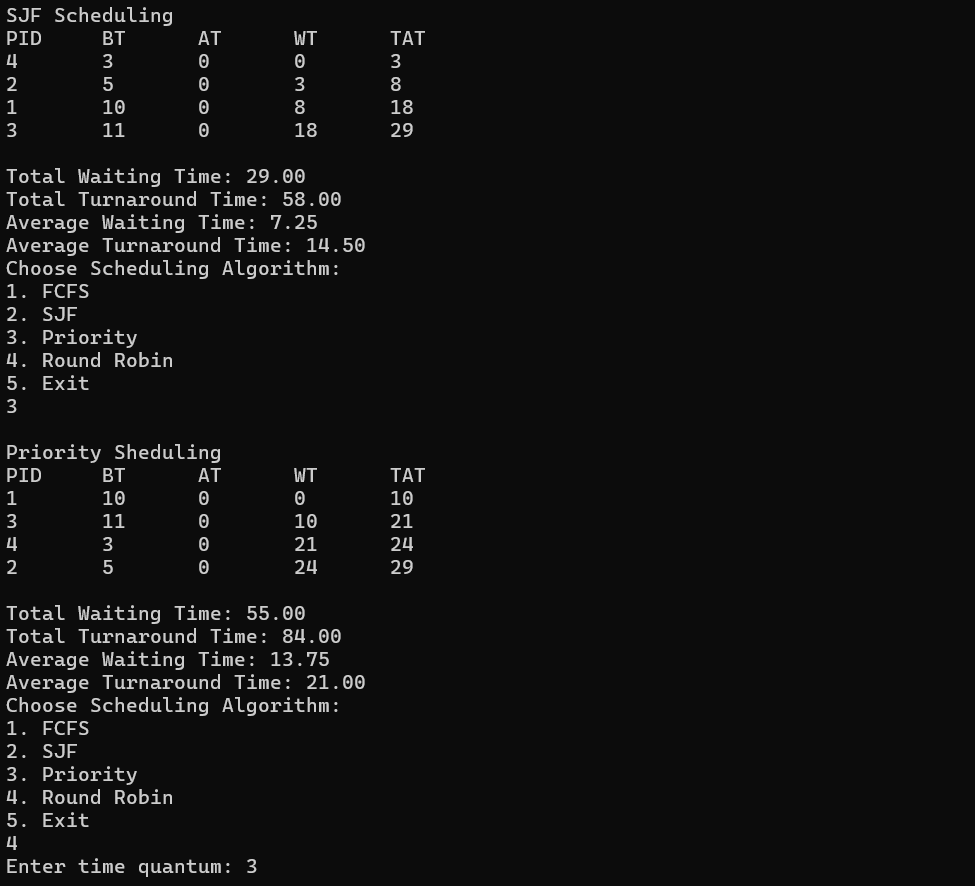 SJF Scheduling
PID BT AT WT TAT
4 3 0 0 3
2 5 0 3 8
1 10 0 8 18
3 11 0 18 29
Total Waiting Time: 29.00
Total Turnaround Time: 58.00
Average Waiting Time: 7.25
Average Turnaround Time: 14.50
Choose Scheduling Algorithm:
1. FCFS
2. SJF
3. Priority
4. Round Robin
5. Exit
3
Priority Sheduling
PID BT AT WT TAT
1 10 0 0 10
3 11 0 10 21
4 3 0 21 24
2 5 0 24 29
Total Waiting Time: 55.00
Total Turnaround Time: 84.00
Average Waiting Time: 13.75
Average Turnaround Time: 21.00
Choose Scheduling Algorithm:
1. FCFS
2. SJF
3. Priority
4. Round Robin
5. Exit
4
Enter time quantum: 3